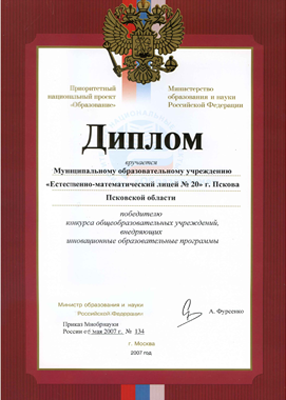 Приоритетный
национальный проект
«Образование»
Министерство
образования и науки
Российской Федерации
Диплом
вручается
Муниципальному образовательному учреждению
«Естественно-математический лицей № 20» г. Пскова
Псковской области
победителю
конкурса общеобразовательных учреждений,
внедряющих
инновационные образовательные программы
Министр образования и науки
Российской Федерации
А. Фурсенко
Приказ Минобрнауки
России от мая 2007 г. № 134
г. Москва
2007 год